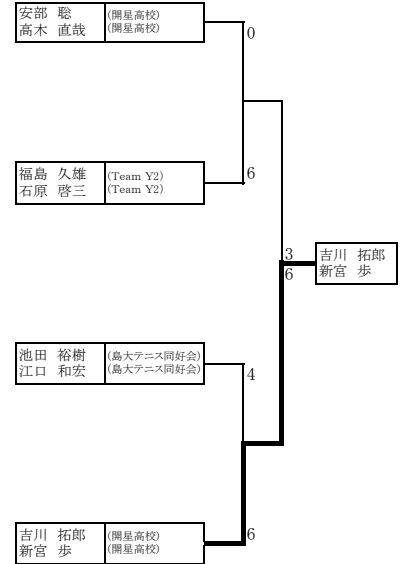 安部 聡 (開星高校)
高木 直哉 (開星高校)
0
福島 久雄 (Team Y2)
石原 啓三 (Team Y2)
6
3
6
吉川 拓郎
新宮 歩
池田 裕樹 (島大テニス同好会)
江口 和宏 (島大テニス同好会)
4
吉川 拓郎 (開星高校)
新宮 歩 (開星高校)
6